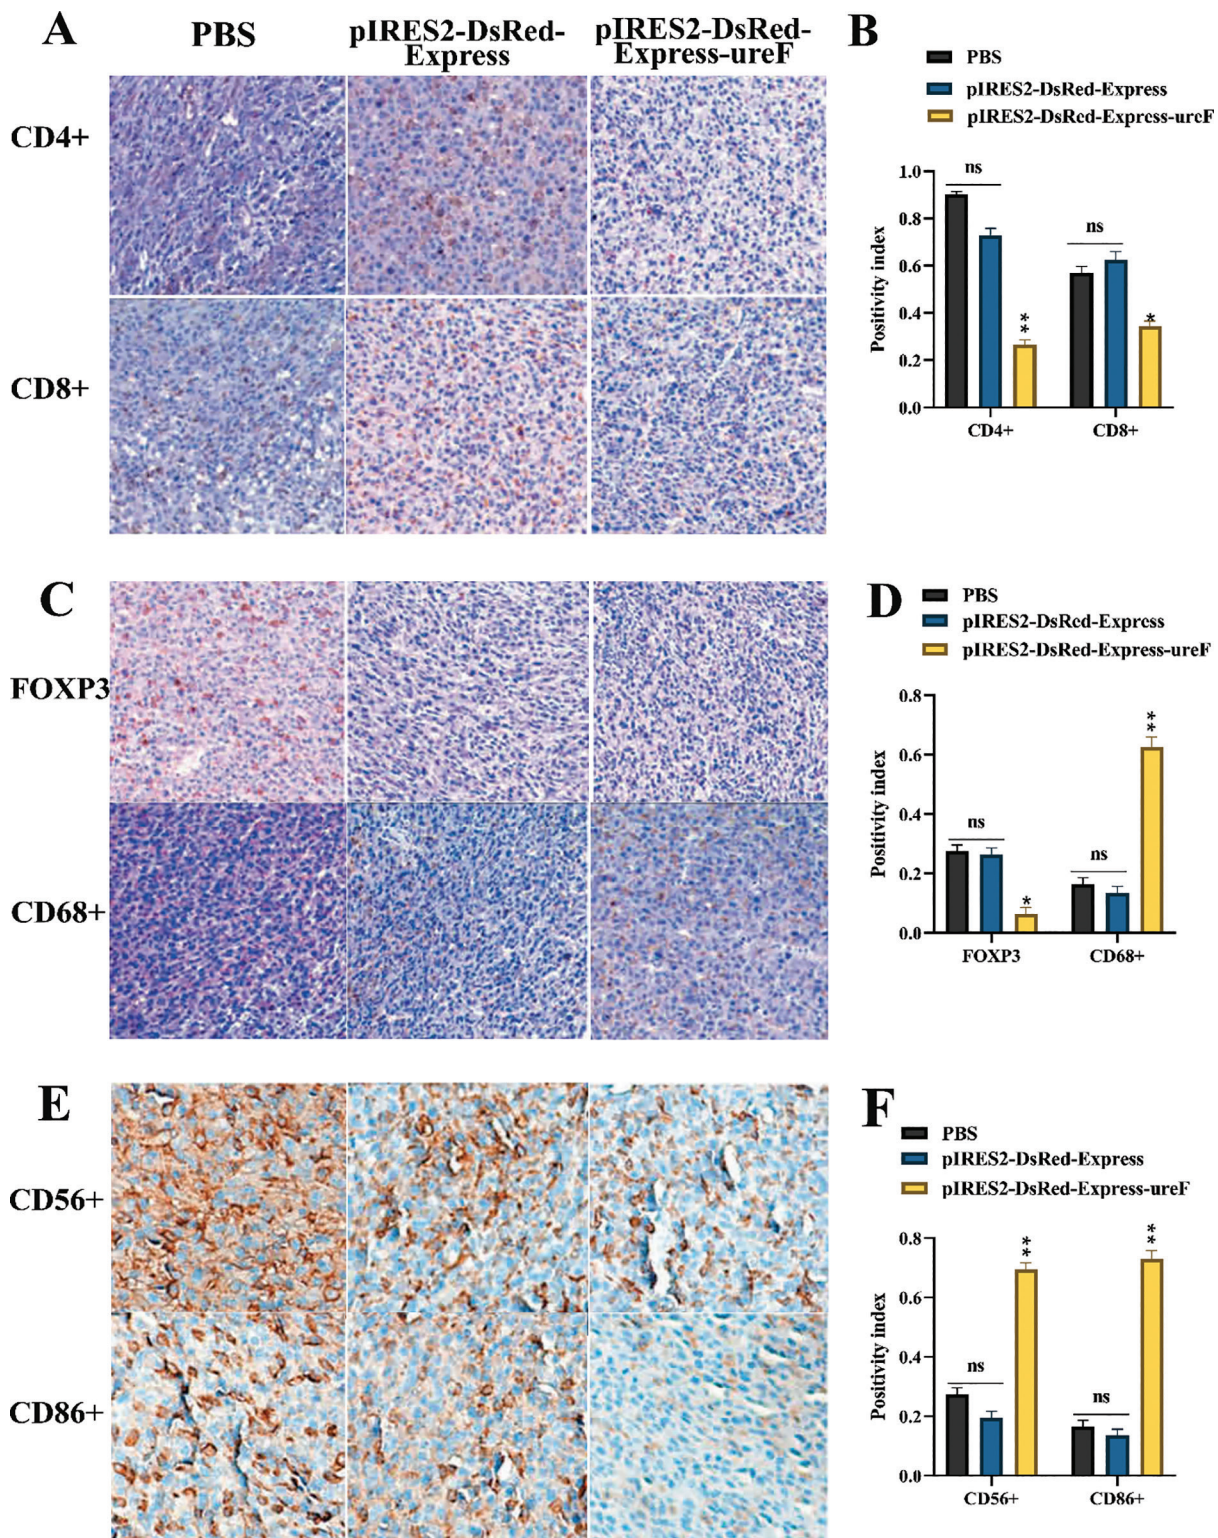 A
PBS
pIRES2-DsRed-
Express
pIRES2-DsRed-
Express-ureF
CD4+
CD8+
B
PBS
pIRES2-DsRed-Express
pIRES2-DsRed-Express-ureF
Positivity index
1.0
0.8
0.6
0.4
0.2
0.0
ns
**
ns
*
CD4+
CD8+
C
FOXP3
CD68+
D
PBS
pIRES2-DsRed-Express
pIRES2-DsRed-Express-ureF
Positivity index
0.8
0.6
0.4
0.2
0.0
ns
*
ns
**
FOXP3
CD68+
E
CD56+
CD86+
F
PBS
pIRES2-DsRed-Express
pIRES2-DsRed-Express-ureF
Positivity index
0.8
0.6
0.4
0.2
0.0
ns
**
ns
**
CD56+
CD86+